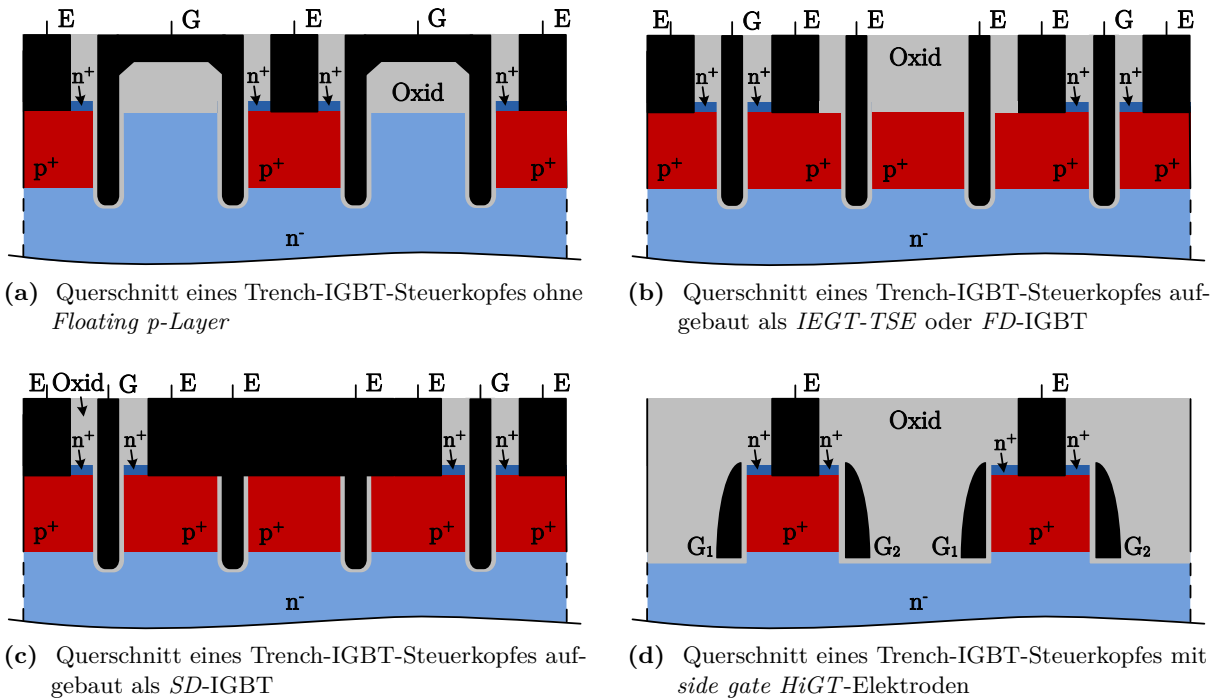 E G E G E
n⁺ n⁺ n⁺ n⁺
Oxid
p⁺ p⁺ p⁺
n⁻
(a) Querschnitt eines Trench-IGBT-Steuerkopfes ohne
Floating p-Layer
E G E E E E G E
Oxid
n⁺ n⁺ n⁺ n⁺
p⁺ p⁺ p⁺ p⁺
n⁻
(b) Querschnitt eines Trench-IGBT-Steuerkopfes auf-
gebaut als IEGT-TSE oder FD-IGBT
E Oxid G E E E E G E
n⁺ n⁺ n⁺ n⁺
p⁺ p⁺ p⁺ p⁺ p⁺
n⁻
(c) Querschnitt eines Trench-IGBT-Steuerkopfes auf-
gebaut als SD-IGBT
E E
Oxid
n⁺ n⁺ n⁺ n⁺
p⁺ p⁺
G₁ G₂ G₁ G₂
n⁻
(d) Querschnitt eines Trench-IGBT-Steuerkopfes mit
side gate HiGT-Elektroden